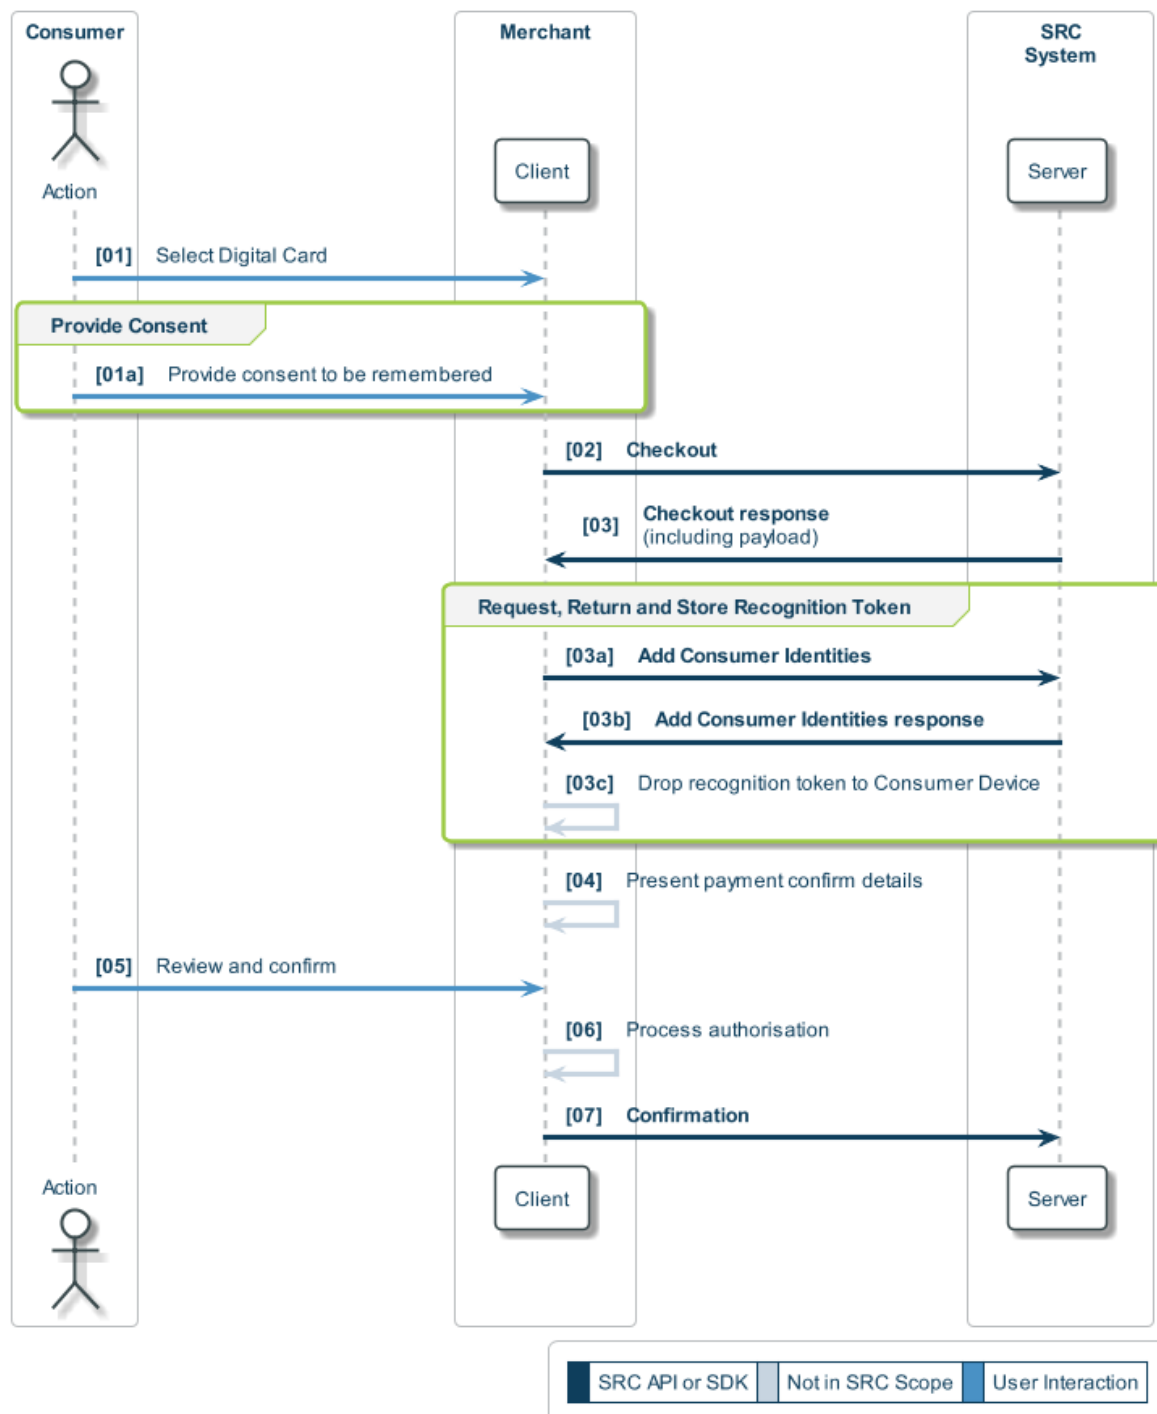 Consumer
Merchant
SRC
System
Action
Client
Server
[01] Select Digital Card
Provide Consent
[01a] Provide consent to be remembered
[02] Checkout
[03] Checkout response
(including payload)
Request, Return and Store Recognition Token
[03a] Add Consumer Identities
[03b] Add Consumer Identities response
[03c] Drop recognition token to Consumer Device
[04] Present payment confirm details
[05] Review and confirm
[06] Process authorisation
[07] Confirmation
Action
Client
Server
SRC API or SDK
Not in SRC Scope
User Interaction